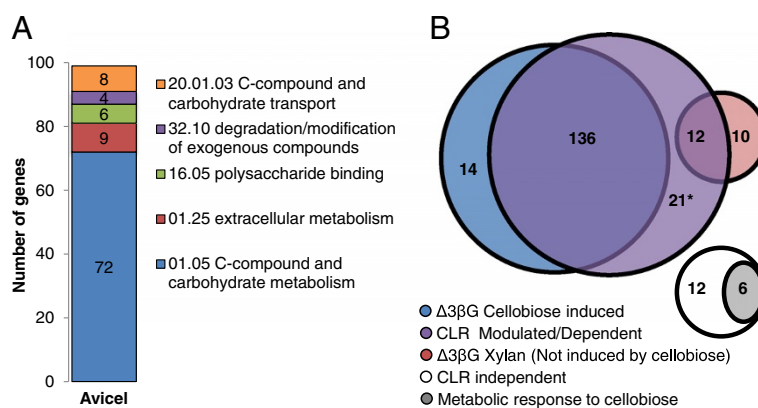 A
B
100
80
60
40
20
0
Number of genes
8
4
6
9
72
Avicel
20.01.03 C-compound and
carbohydrate transport
32.10 degradation/modification
of exogenous compounds
16.05 polysaccharide binding
01.25 extracellular metabolism
01.05 C-compound and
carbohydrate metabolism
14
136
12
10
21*
12
6
Δ3βG Cellobiose induced
CLR Modulated/Dependent
Δ3βG Xylan (Not induced by cellobiose)
CLR independent
Metabolic response to cellobiose